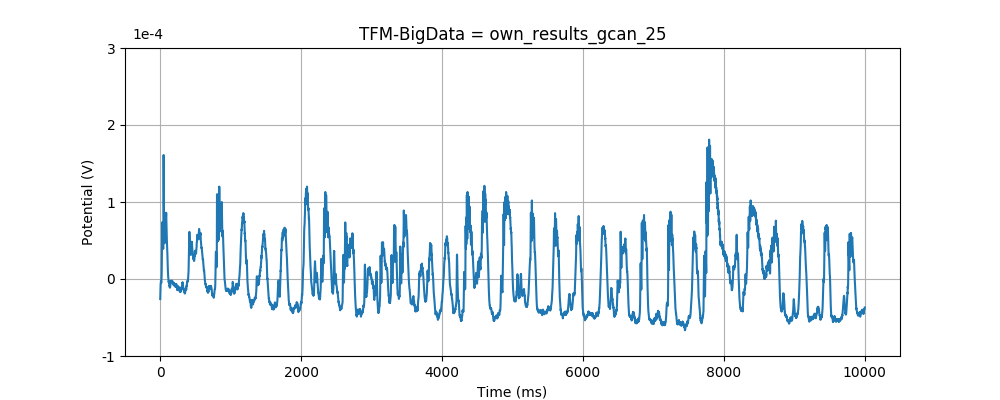 TFM-BigData = own_results_gcan_25
1e-4
3
2
1
0
-1
Potential (V)
0 2000 4000 6000 8000 10000
Time (ms)